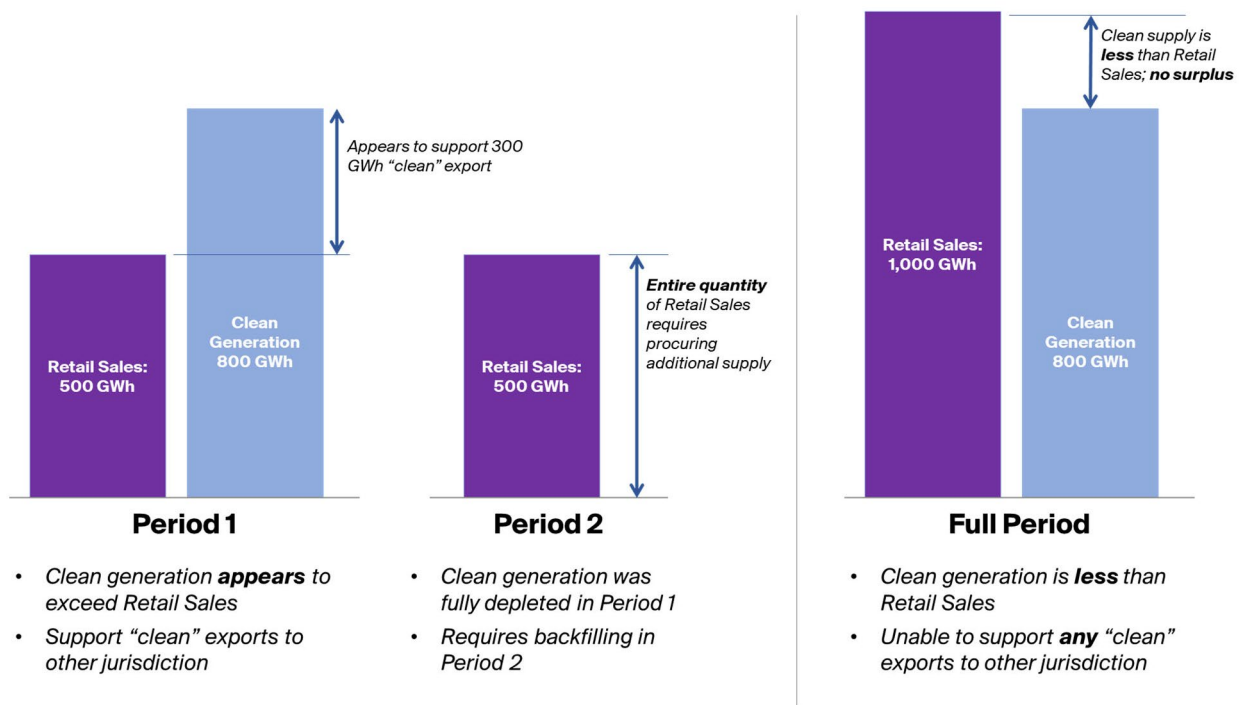 Appears to support 300
GWh “clean” export
Retail Sales:
500 GWh
Clean
Generation
800 GWh
Period 1
• Clean generation appears to
exceed Retail Sales
• Support “clean” exports to
other jurisdiction
Entire quantity
of Retail Sales
requires
procuring
additional supply
Retail Sales:
500 GWh
Period 2
• Clean generation was
fully depleted in Period 1
• Requires backfilling in
Period 2
Clean supply is
less than Retail
Sales; no surplus
Retail Sales:
1,000 GWh
Clean
Generation
800 GWh
Full Period
• Clean generation is less than
Retail Sales
• Unable to support any “clean”
exports to other jurisdiction